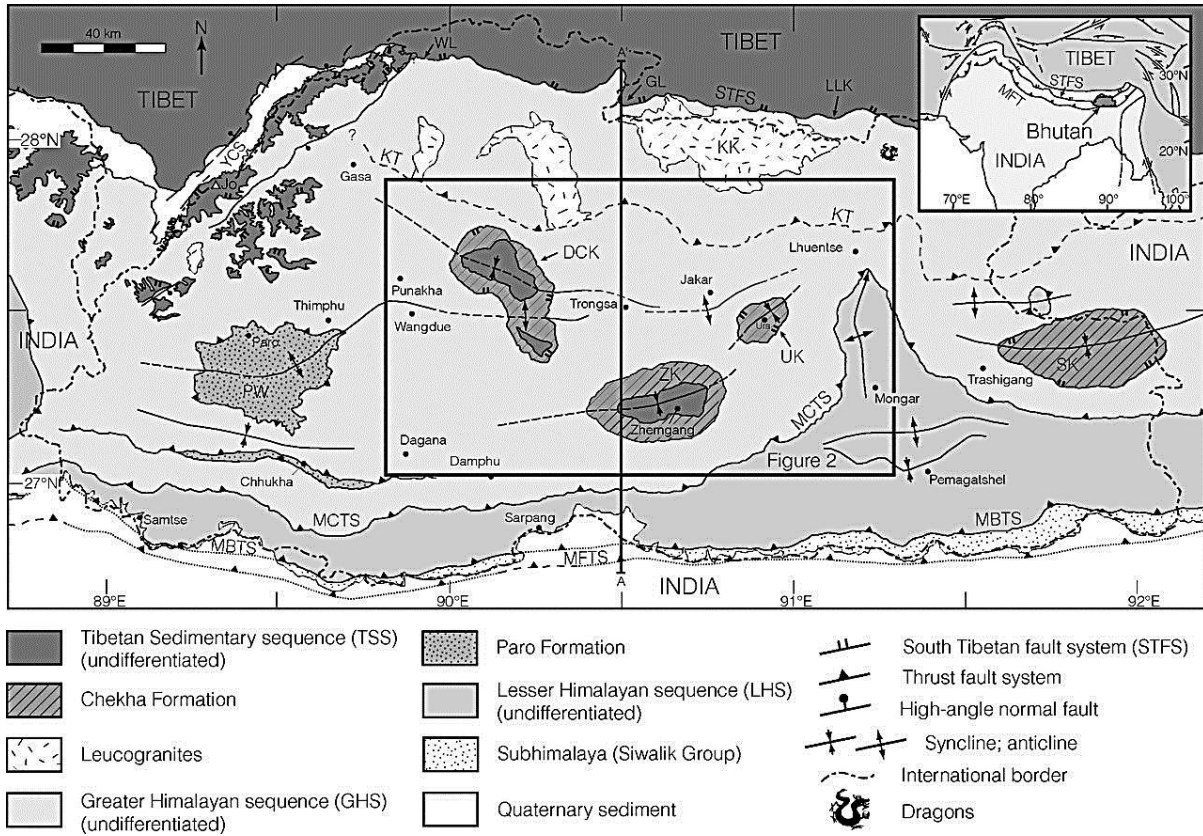 40 km
N
TIBET
TIBET
TIBET
WL
A'
GL
STFS
LLK
30°N
STFS
MFT
Bhutan
20°N
INDIA
70°E
80°
90°
100°
28°N
YCS
Jo
?
KT
Gasa
KK
KT
Lhuentse
INDIA
DCK
Punakha
Jakar
Thimphu
Trongsa
Wangdue
INDIA
Paro
Ura
UK
PW
ZK
SK
Trashigang
MCTS
Mongar
Zhemgang
Dagana
Damphu
Figure 2
Pemagatshel
27°N
Chhukha
MCTS
Samtse
Sarpang
MBTS
MBTS
MFTS
INDIA
A
89°E
90°E
91°E
92°E
Tibetan Sedimentary sequence (TSS)
(undifferentiated)
Chekha Formation
Leucogranites
Greater Himalayan sequence (GHS)
(undifferentiated)
Paro Formation
Lesser Himalayan sequence (LHS)
(undifferentiated)
Subhimalaya (Siwalik Group)
Quaternary sediment
South Tibetan fault system (STFS)
Thrust fault system
High-angle normal fault
Syncline; anticline
International border
Dragons